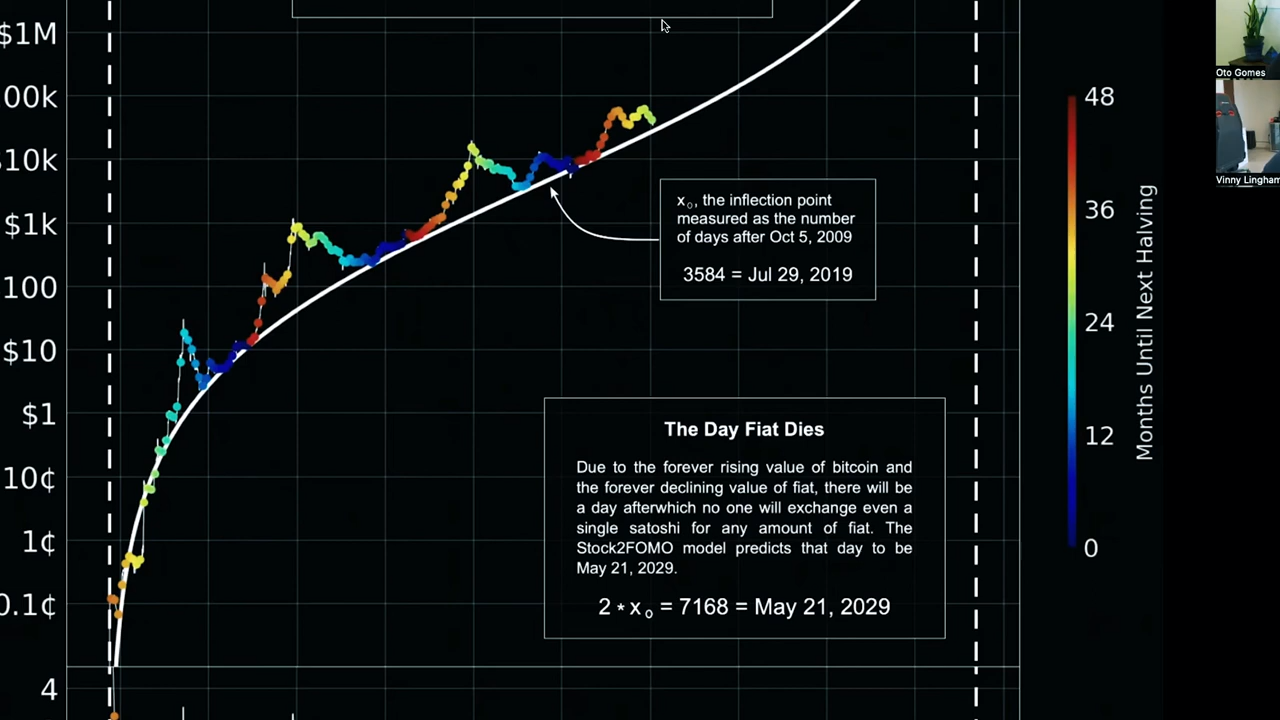 $1M
00k
$10k
$1k
100
$10
$1
10¢
1¢
0.1¢
4
x₀, the inflection point
measured as the number
of days after Oct 5, 2009
3584 = Jul 29, 2019
The Day Fiat Dies
Due to the forever rising value of bitcoin and
the forever declining value of fiat, there will be
a day afterwhich no one will exchange even a
single satoshi for any amount of fiat. The
Stock2FOMO model predicts that day to be
May 21, 2029.
2 * x₀ = 7168 = May 21, 2029
48
36
24
12
0
Months Until Next Halving
Oto Gomes
Vinny Lingham